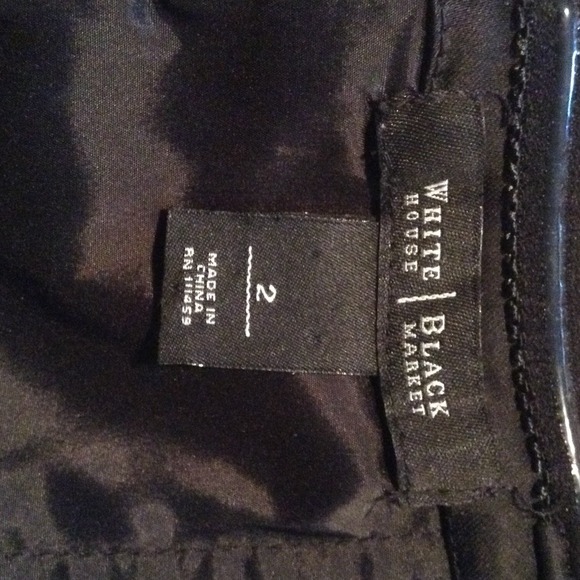 WHITE | BLACK
HOUSE MARKET
2
MADE IN
CHINA
RN 111459